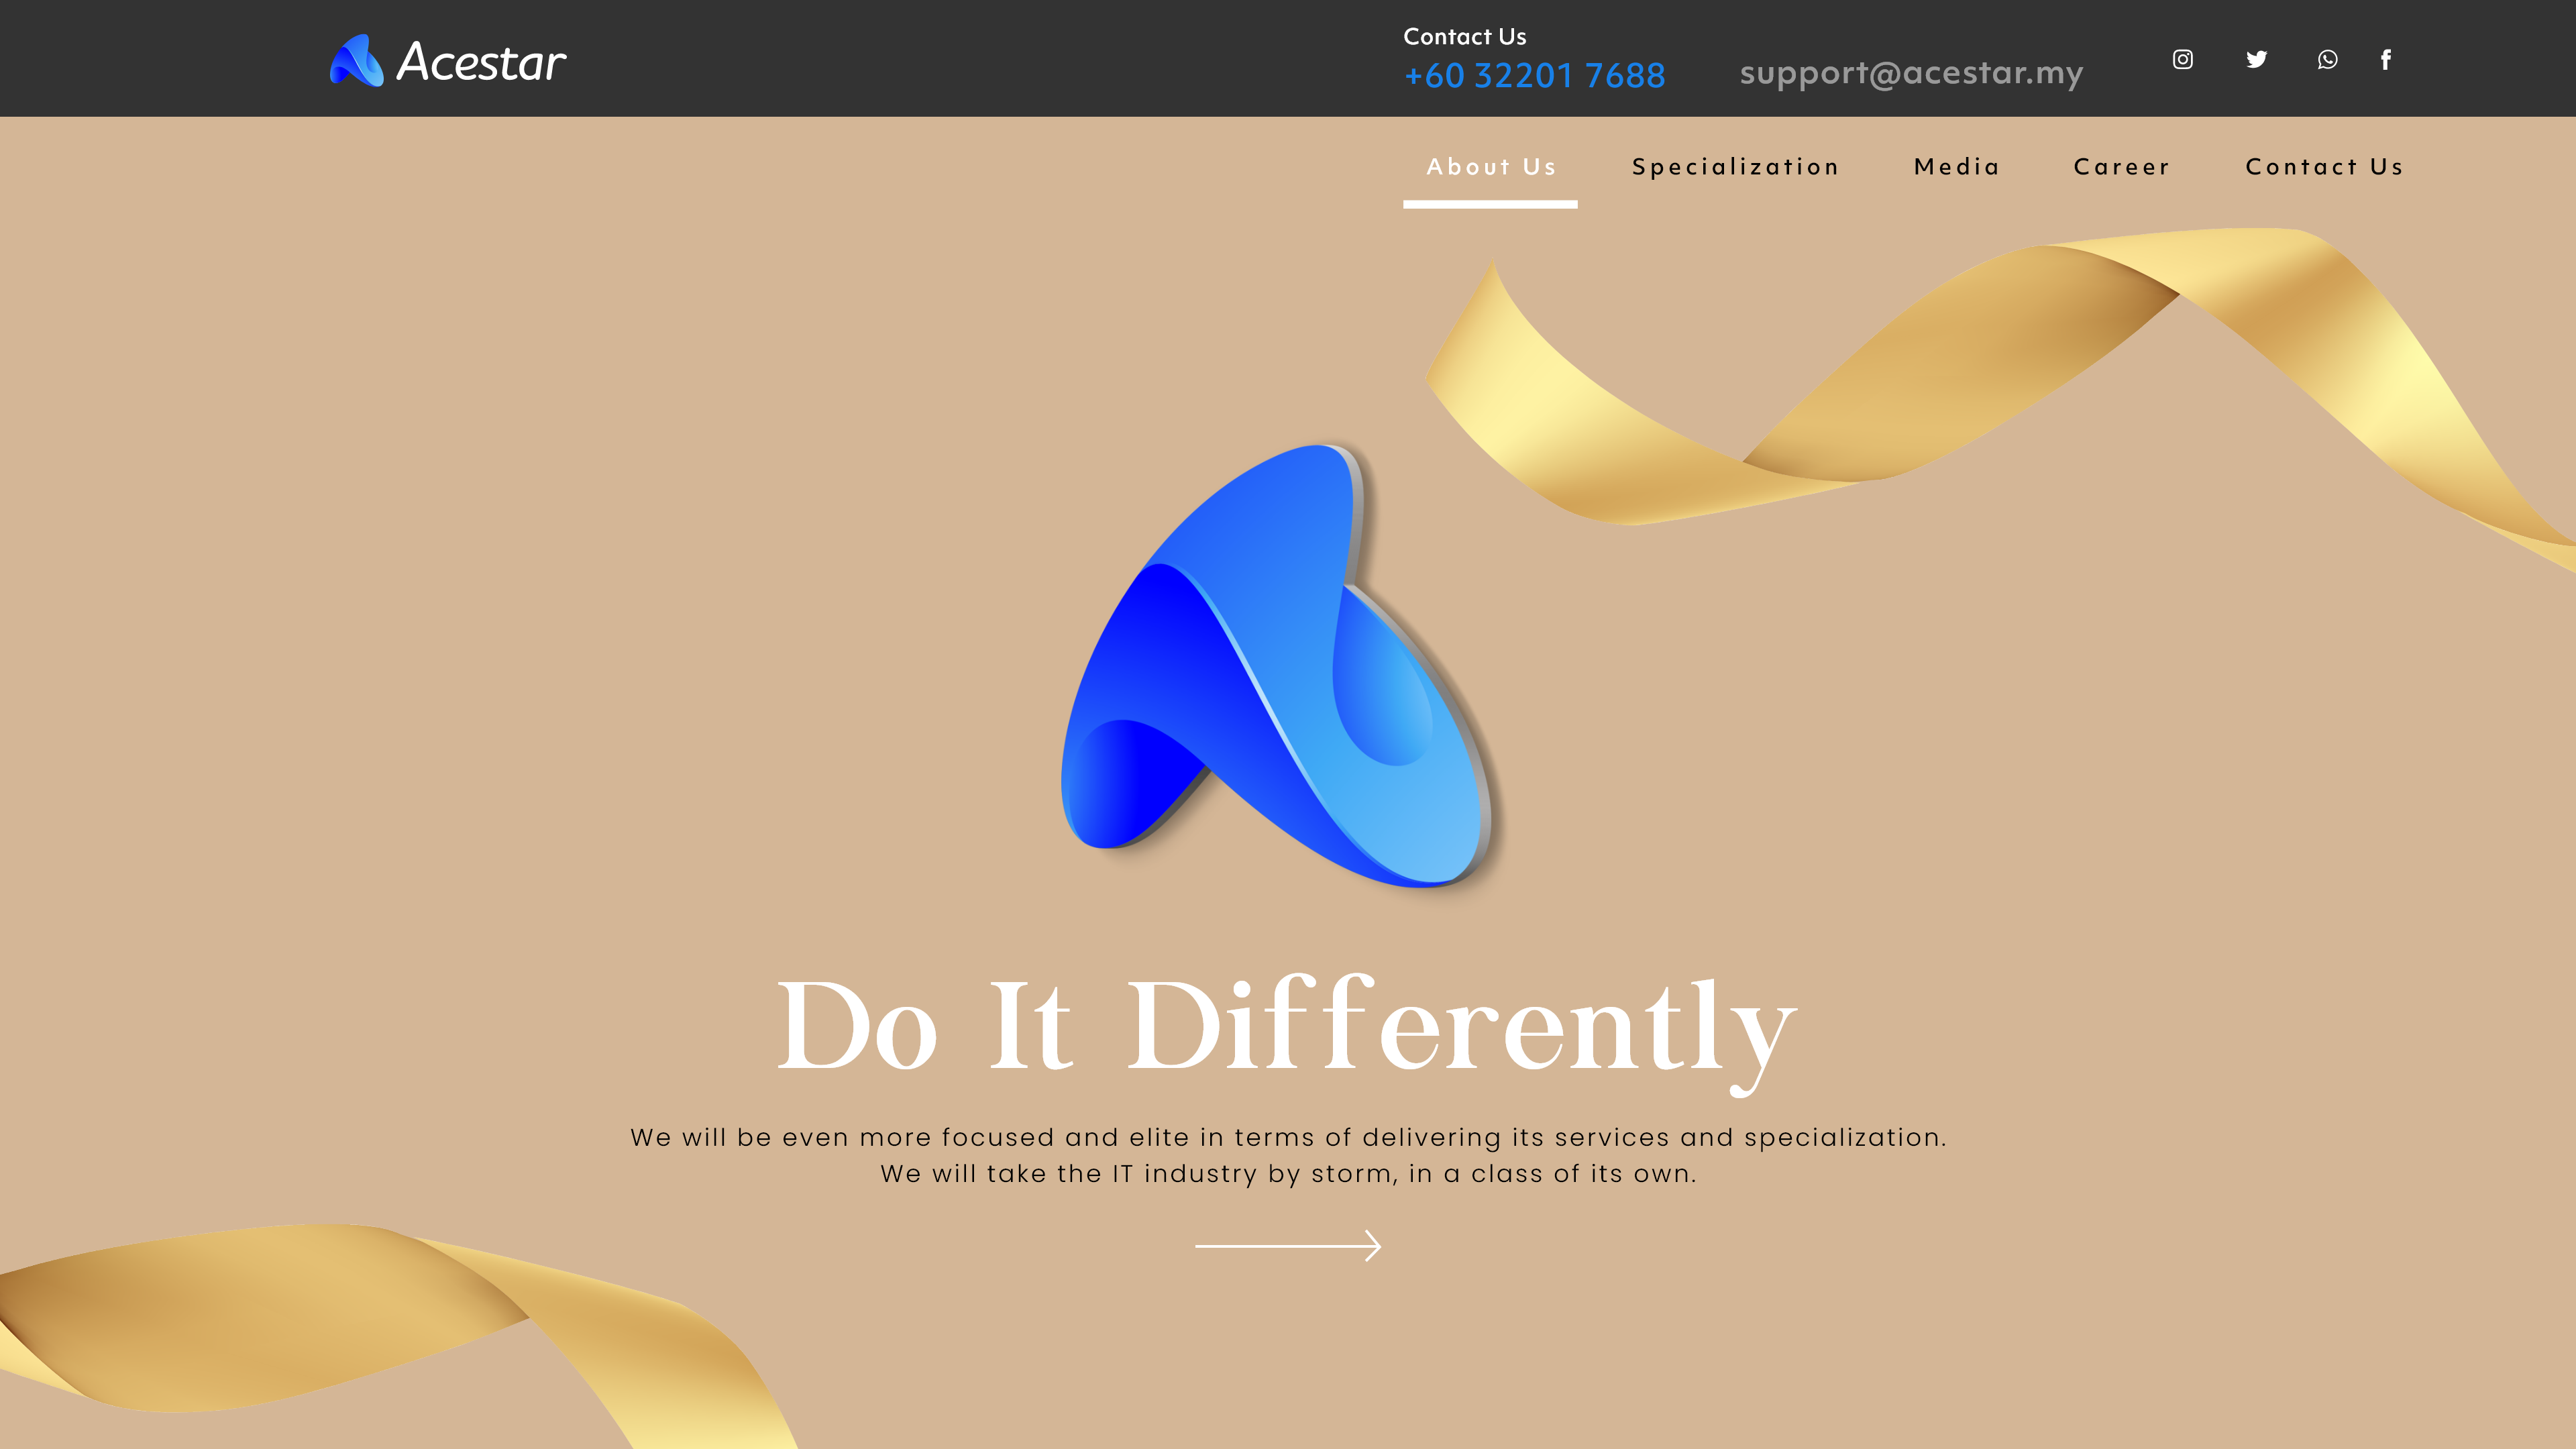 Acestar
Contact Us
+60 32201 7688
support@acestar.my
About Us
Specialization
Media
Career
Contact Us
Do It Differently
We will be even more focused and elite in terms of delivering its services and specialization.
We will take the IT industry by storm, in a class of its own.